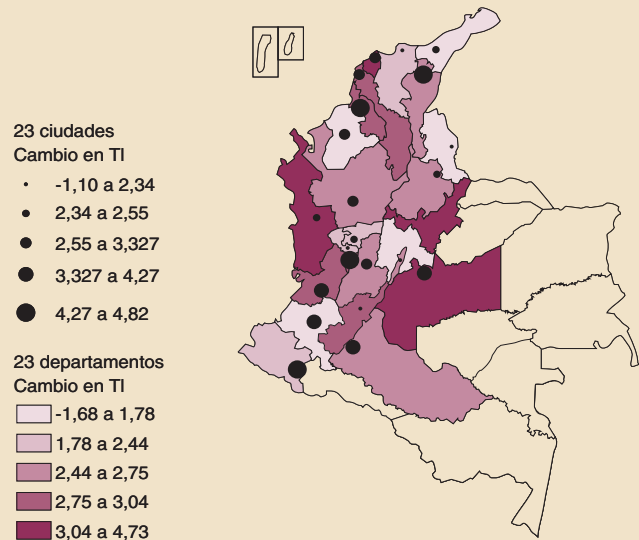 23 ciudades
Cambio en TI
-1,10 a 2,34
2,34 a 2,55
2,55 a 3,327
3,327 a 4,27
4,27 a 4,82
23 departamentos
Cambio en TI
-1,68 a 1,78
1,78 a 2,44
2,44 a 2,75
2,75 a 3,04
3,04 a 4,73